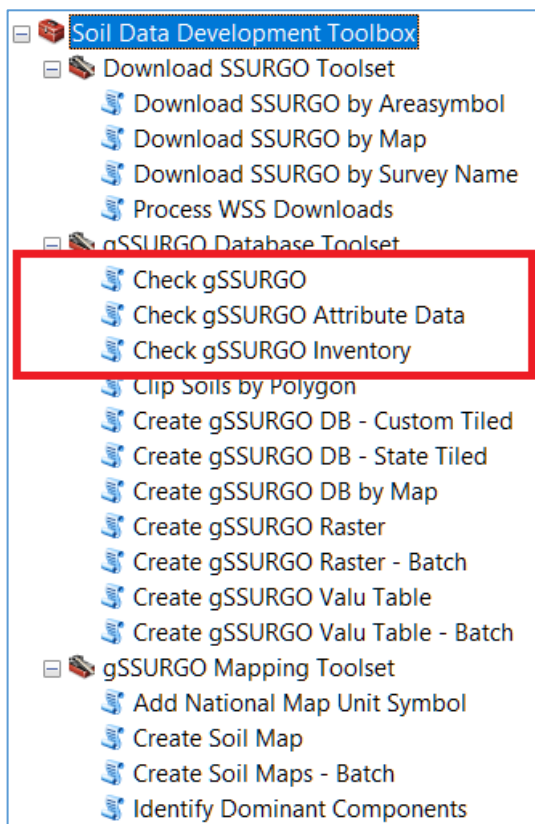 Soil Data Development Toolbox
Download SSURGO Toolset
Download SSURGO by Areasymbol
Download SSURGO by Map
Download SSURGO by Survey Name
Process WSS Downloads
gSSURGO Database Toolset
Check gSSURGO
Check gSSURGO Attribute Data
Check gSSURGO Inventory
Clip Soils by Polygon
Create gSSURGO DB - Custom Tiled
Create gSSURGO DB - State Tiled
Create gSSURGO DB by Map
Create gSSURGO Raster
Create gSSURGO Raster - Batch
Create gSSURGO Valu Table
Create gSSURGO Valu Table - Batch
gSSURGO Mapping Toolset
Add National Map Unit Symbol
Create Soil Map
Create Soil Maps - Batch
Identify Dominant Components